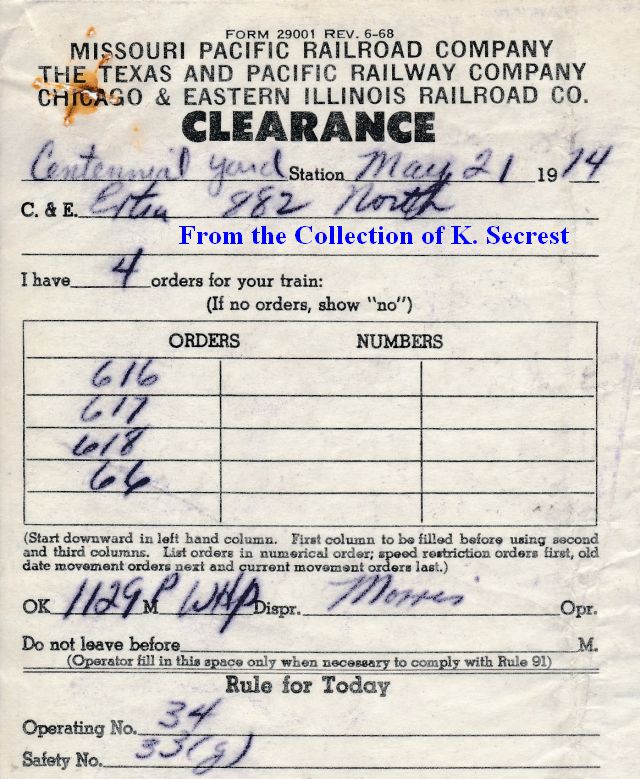 FORM 29001 REV. 6-68
MISSOURI PACIFIC RAILROAD COMPANY
THE TEXAS AND PACIFIC RAILWAY COMPANY
CHICAGO & EASTERN ILLINOIS RAILROAD CO.
CLEARANCE
Centennial yard Station May 21 1974
C. & E. Extra 982 North
From the Collection of K. Secrest
I have 4 orders for your train:
(If no orders, show "no")
ORDERS NUMBERS
616
617
618
66
(Start downward in left hand column. First column to be filled before using second
and third columns. List orders in numerical order; speed restriction orders first, old
date movement orders next and current movement orders last.)
OK 1129 P M WHP Dispr. Morris Opr.
Do not leave before M.
(Operator fill in this space only when necessary to comply with Rule 91)
Rule for Today
Operating No. 34
Safety No. 33(g)